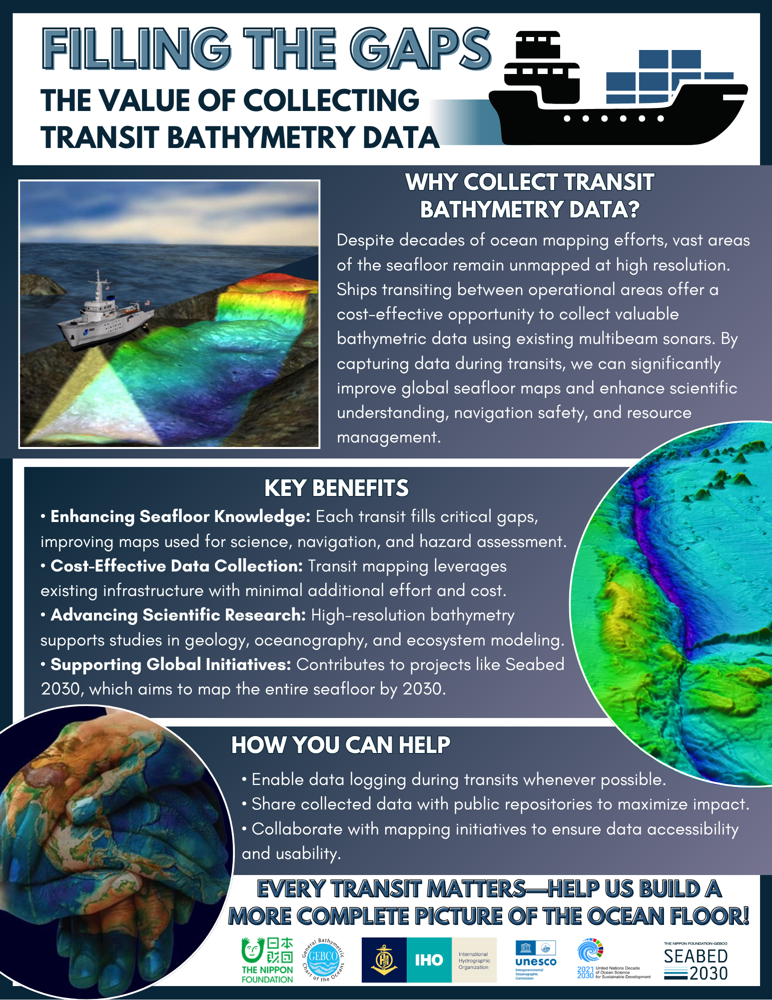 FILLING THE GAPS
THE VALUE OF COLLECTING
TRANSIT BATHYMETRY DATA
WHY COLLECT TRANSIT
BATHYMETRY DATA?
Despite decades of ocean mapping efforts, vast areas
of the seafloor remain unmapped at high resolution.
Ships transiting between operational areas offer a
cost-effective opportunity to collect valuable
bathymetric data using existing multibeam sonars. By
capturing data during transits, we can significantly
improve global seafloor maps and enhance scientific
understanding, navigation safety, and resource
management.
KEY BENEFITS
• Enhancing Seafloor Knowledge: Each transit fills critical gaps,
improving maps used for science, navigation, and hazard assessment.
• Cost-Effective Data Collection: Transit mapping leverages
existing infrastructure with minimal additional effort and cost.
• Advancing Scientific Research: High-resolution bathymetry
supports studies in geology, oceanography, and ecosystem modeling.
• Supporting Global Initiatives: Contributes to projects like Seabed
2030, which aims to map the entire seafloor by 2030.
HOW YOU CAN HELP
• Enable data logging during transits whenever possible.
• Share collected data with public repositories to maximize impact.
• Collaborate with mapping initiatives to ensure data accessibility
and usability.
EVERY TRANSIT MATTERS—HELP US BUILD A
MORE COMPLETE PICTURE OF THE OCEAN FLOOR!
日本
財団
THE NIPPON
FOUNDATION
General Bathymetric
GEBCO
Chart of the Oceans
IHO
International
Hydrographic
Organization
unesco
Intergovernmental
Oceanographic
Commission
2021
2030
United Nations Decade
of Ocean Science
for Sustainable Development
THE NIPPON FOUNDATION-GEBCO
SEABED
2030